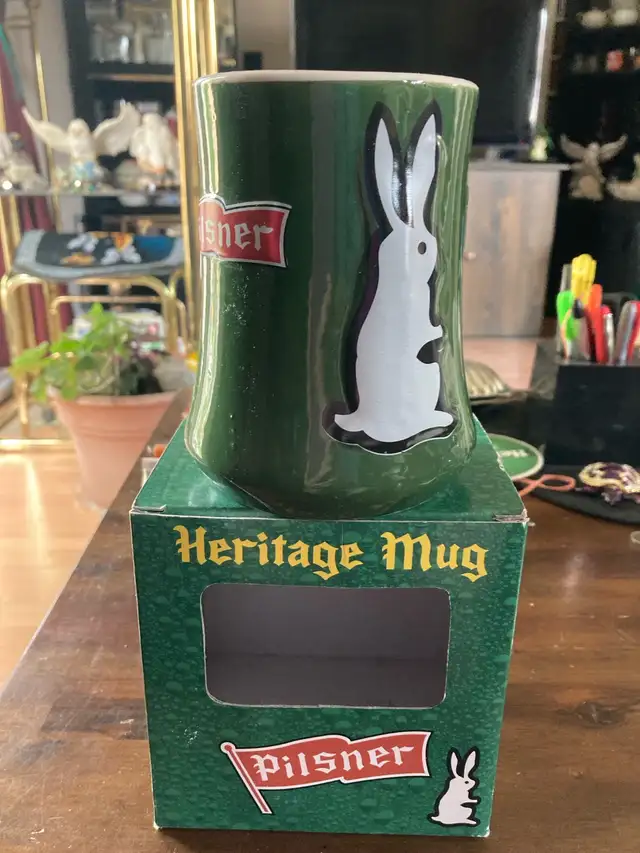 sner
Heritage Mug
Pilsner